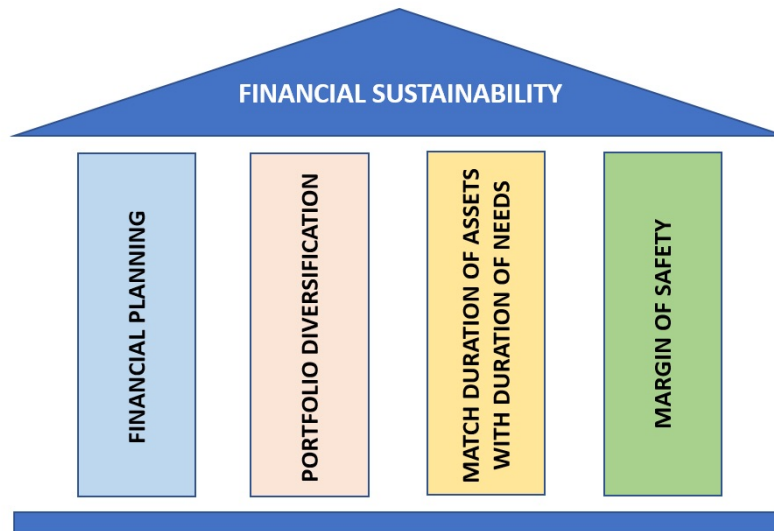 FINANCIAL SUSTAINABILITY
FINANCIAL PLANNING
PORTFOLIO DIVERSIFICATION
MATCH DURATION OF ASSETS
WITH DURATION OF NEEDS
MARGIN OF SAFETY